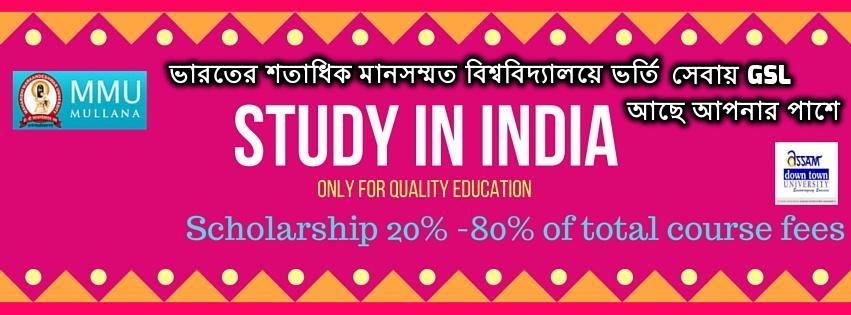 ভারতের শতাধিক মানসম্মত বিশ্ববিদ্যালয়ে ভর্তি সেবায় GSL
আছে আপনার পাশে
MMU
MULLANA
STUDY IN INDIA
ONLY FOR QUALITY EDUCATION
ASSAM
down town
UNIVERSITY
Scholarship 20% -80% of total course fees